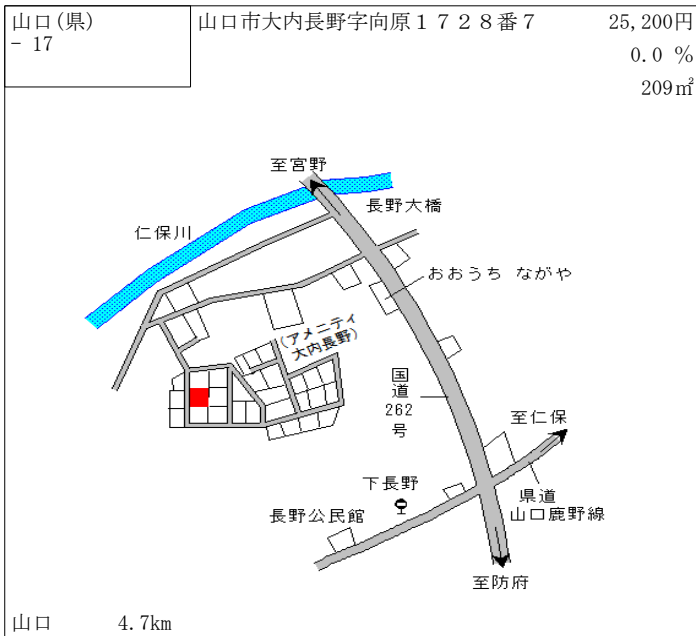 山口(県)
- 17
山口市大内長野字向原１７２８番７
25,200円
0.0 %
209㎡
至宮野
長野大橋
仁保川
おおうち ながや
(アメニティ
大内長野)
国道
262
号
至仁保
下長野
県道
山口鹿野線
長野公民館
至防府
山口 4.7km